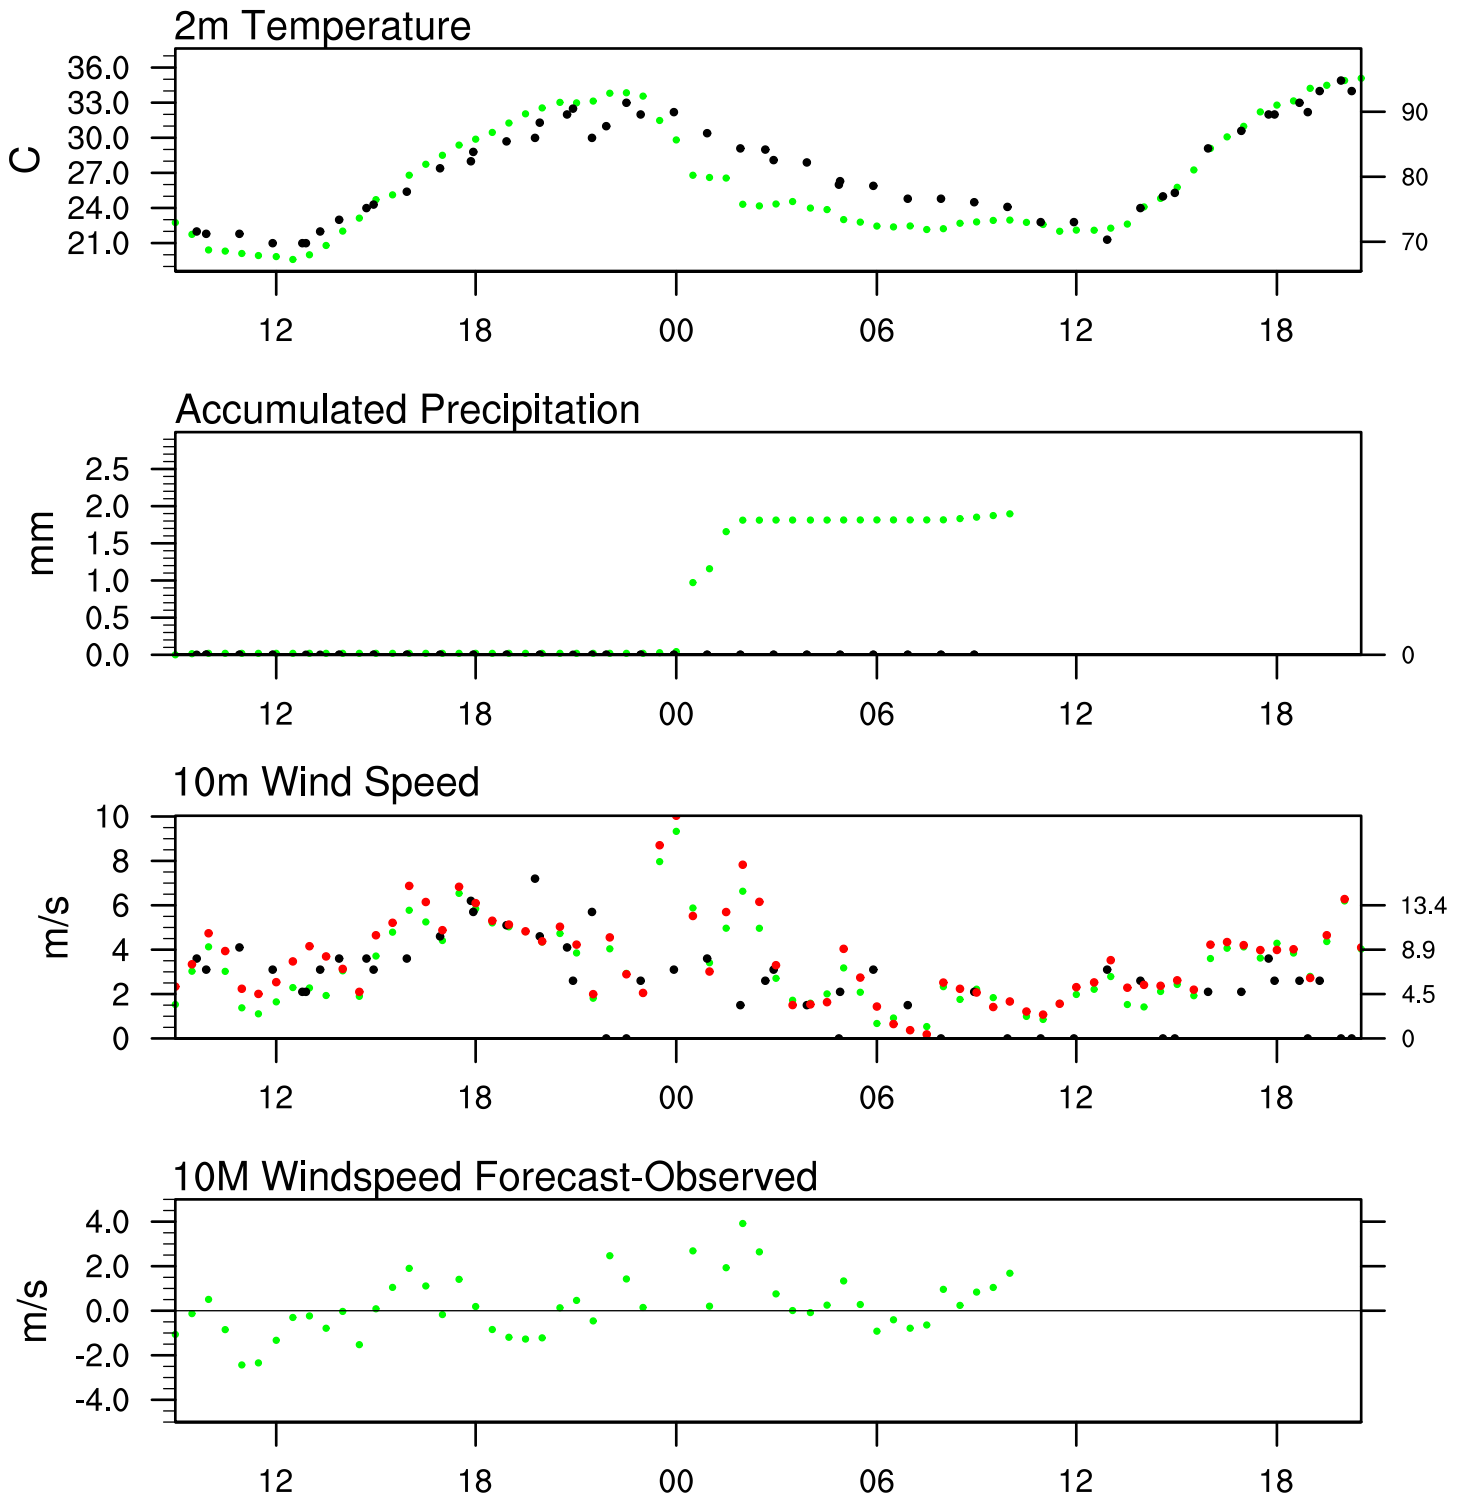 2m Temperature
36.0
33.0
30.0
27.0
24.0
21.0
C
90
80
70
12 18 00 06 12 18
Accumulated Precipitation
2.5
2.0
1.5
1.0
0.5
0.0
mm
0
12 18 00 06 12 18
10m Wind Speed
10
8
6
4
2
0
m/s
13.4
8.9
4.5
0
12 18 00 06 12 18
10M Windspeed Forecast-Observed
4.0
2.0
0.0
-2.0
-4.0
m/s
12 18 00 06 12 18